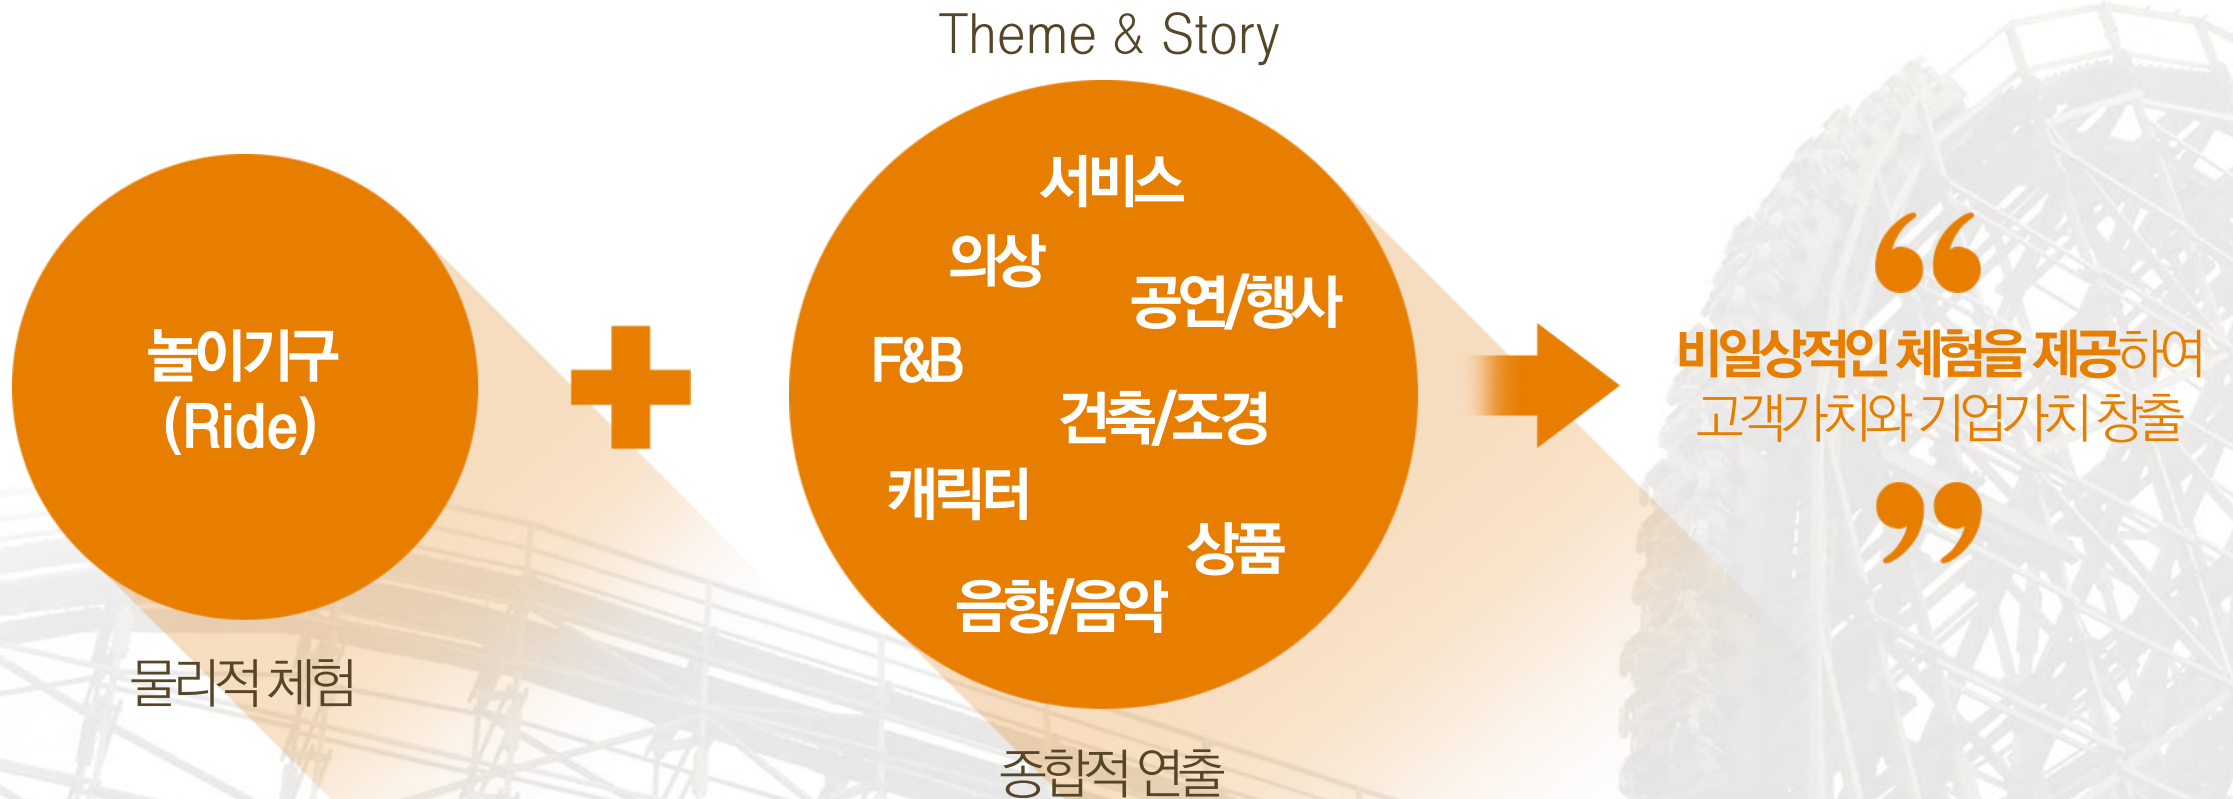 Theme & Story
놀이기구
(Ride)
물리적 체험
서비스
의상
공연/행사
F&B
건축/조경
캐릭터
상품
음향/음악
종합적 연출
“
비일상적인 체험을 제공하여
고객가치와 기업가치 창출
”